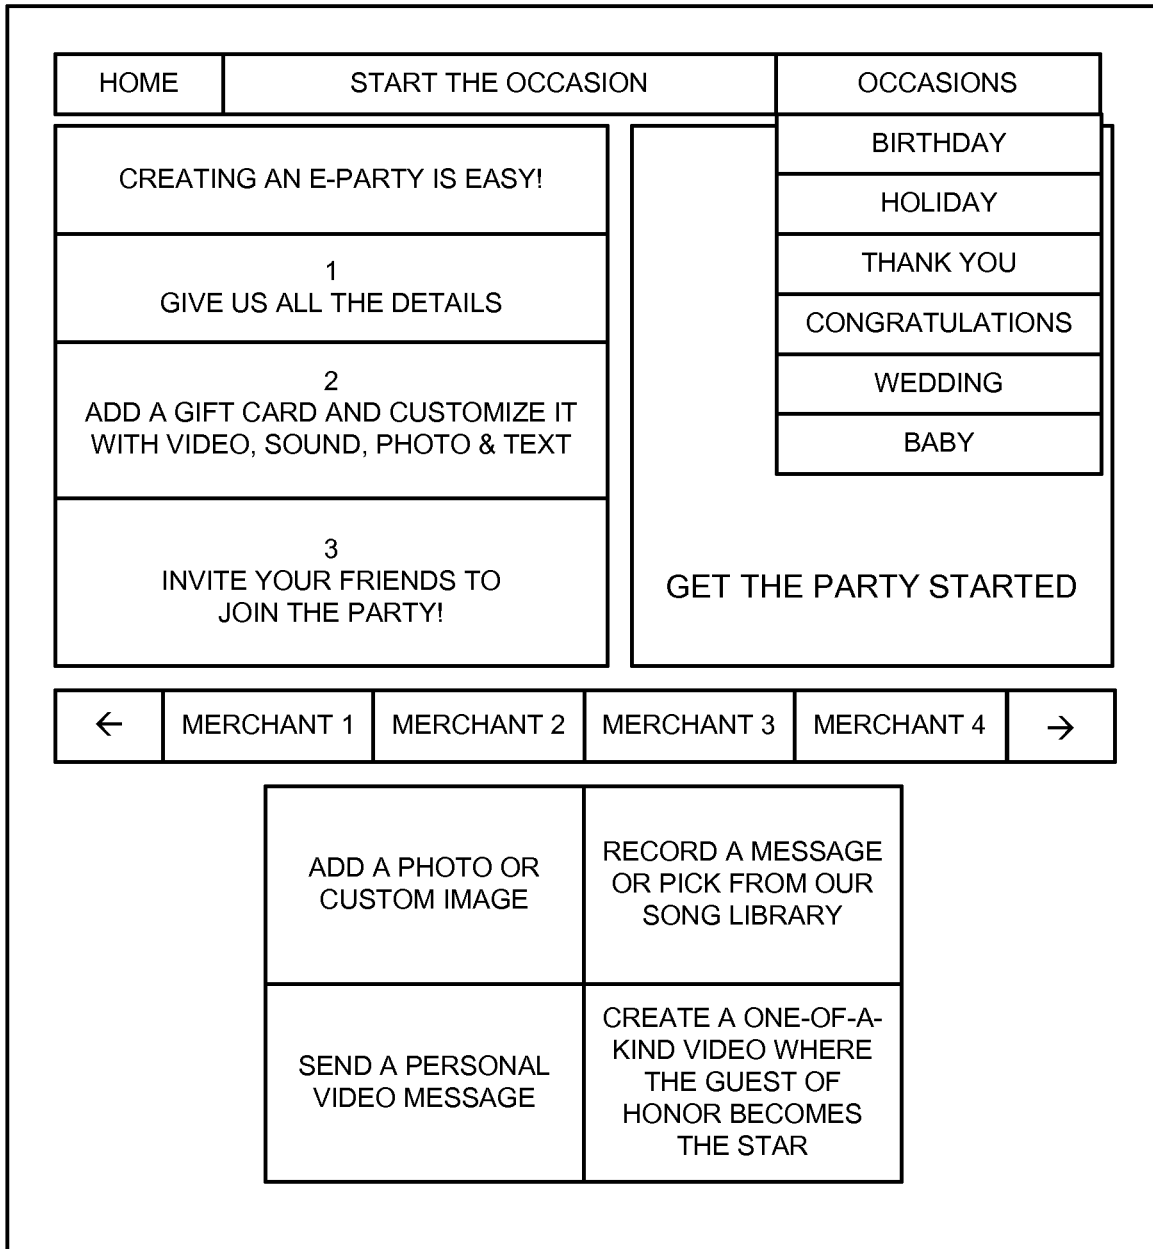 HOME
START THE OCCASION
OCCASIONS
BIRTHDAY
HOLIDAY
THANK YOU
CONGRATULATIONS
WEDDING
BABY
CREATING AN E-PARTY IS EASY!
1
GIVE US ALL THE DETAILS
2
ADD A GIFT CARD AND CUSTOMIZE IT
WITH VIDEO, SOUND, PHOTO & TEXT
3
INVITE YOUR FRIENDS TO
JOIN THE PARTY!
GET THE PARTY STARTED
←
MERCHANT 1
MERCHANT 2
MERCHANT 3
MERCHANT 4
→
ADD A PHOTO OR
CUSTOM IMAGE
RECORD A MESSAGE
OR PICK FROM OUR
SONG LIBRARY
SEND A PERSONAL
VIDEO MESSAGE
CREATE A ONE-OF-A-
KIND VIDEO WHERE
THE GUEST OF
HONOR BECOMES
THE STAR